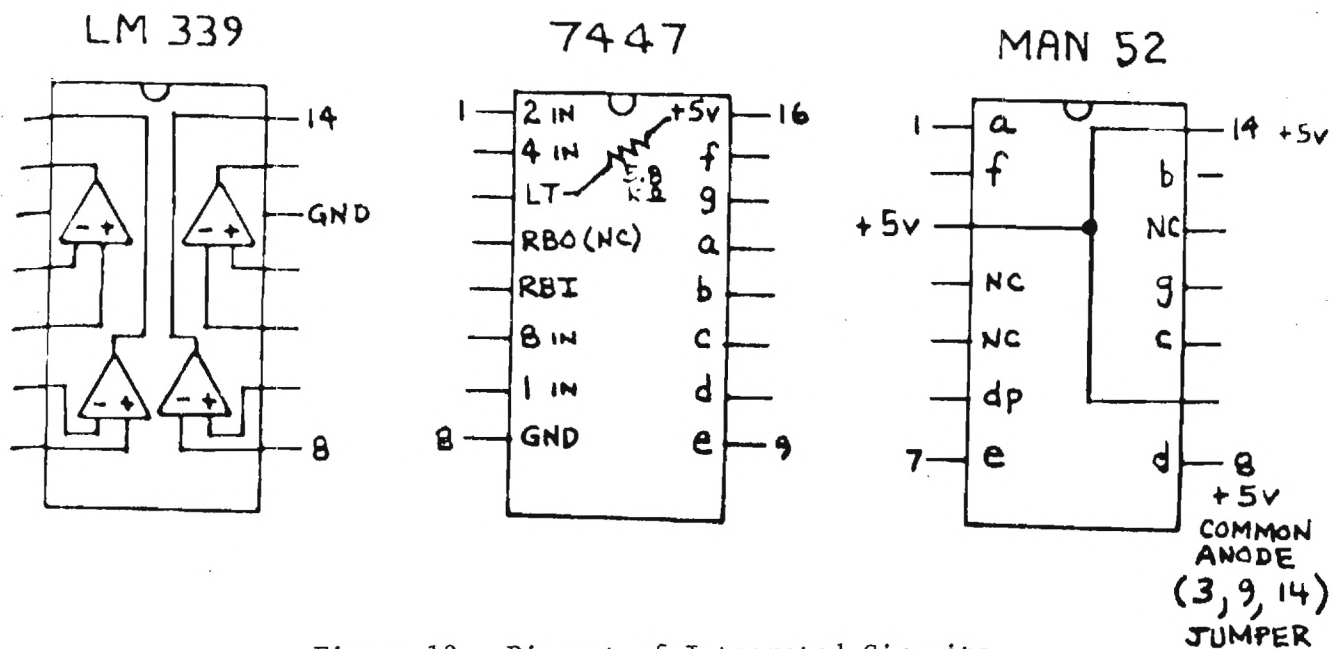 LM 339
14
GND
8
7447
1 2 IN +5v 16
4 IN f
LT g
RBO (NC) a
RBI b
8 IN c
1 IN d
8 GND e 9
MAN 52
1 a 14 +5v
f b
+5v NC
NC g
NC c
dp
7 e d 8
+5v
COMMON
ANODE
(3, 9, 14)
JUMPER